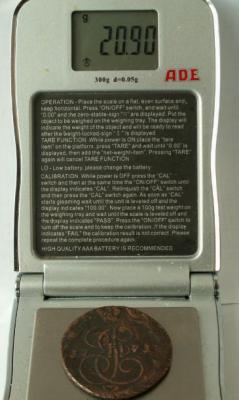 g
20.90
300g d=0.05g
ADE
OPERATION - Place the scale on a flat, even surface and,
keep horizontal. Press "ON/OFF" switch, and wait until
"0.00" and the zero-stable-sign are displayed. Put the
object to be weighed on the weighing tray. The display will
indicate the weight of the object and will be ready to read
after the weight-locked-sign is displayed.
TARE FUNCTION: While power is ON place the "tare
item" on the platform, press "TARE" and wait until "0.00" is
displayed, then add the "net-weight-item". Pressing "TARE"
again will cancel TARE FUNCTION
LO - Low battery, please change the battery
CALIBRATION: While power is OFF press the "CAL"
switch and then at the same time the "ON/OFF" switch until
the display indicates "CAL". Relinquish the "CAL" switch
and then press the "CAL" switch again. As soon as "CAL"
starts gleaming wait until the unit is levelled off and the
display indicates "100.00". Now place a 100g test weight on
the weighing tray and wait until the scale is levelled off and
the display indicates "PASS". Press the "ON/OFF" switch to
turn off the scale and to keep the calibration. If the display
indicates "FAIL" the calibration result is not correct. Please
repeat the complete procedure again.
HIGH QUALITY AAA BATTERY IS RECOMMENDED